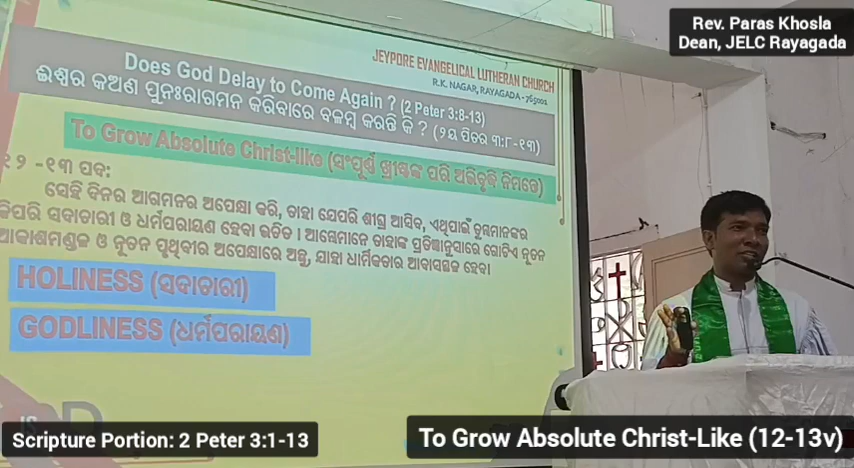 Rev. Paras Khosla
Dean, JELC Rayagada
JEYPORE EVANGELICAL LUTHERAN CHURCH
R.K. NAGAR, RAYAGADA - 765001
Does God Delay to Come Again ? (2 Peter 3:8-13)
ଈଶ୍ୱର କଅଣ ପୁନଃରାଗମନ କରିବାରେ ବଳମ୍ବ କରନ୍ତି କି ? (୨ୟ ପିତର ୩:୮-୧୩)
To Grow Absolute Christ-like (ସଂପୂର୍ଣ୍ଣ ଖ୍ରୀଷ୍ଟଙ୍କ ପରି ଅଭିବୃଦ୍ଧି ନିମନ୍ତେ)
୧୨ -୧୩ ପଦ:
ସେହି ଦିନର ଆଗମନର ଅପେକ୍ଷା କରି, ତାହା ଯେପରି ଶୀଘ୍ର ଆସିବ, ଏଥିପାଇଁ ତୁମ୍ଭମାନଙ୍କର
କିପରି ସଦାଚାରୀ ଓ ଧର୍ମପରାୟଣ ହେବା ଉଚିତ । ଆମ୍ଭେମାନେ ତାହାଙ୍କ ପ୍ରତିଜ୍ଞାନୁସାରେ ଗୋଟିଏ ନୂତନ
ଆକାଶମଣ୍ଡଳ ଓ ନୂତନ ପୃଥିବୀର ଅପେକ୍ଷାରେ ଅଛୁ, ଯାହା ଧାର୍ମିକତାର ଆବାସସ୍ଥଳ ହେବ।
HOLINESS (ସଦାଚାରୀ)
GODLINESS (ଧର୍ମପରାୟଣ)
Scripture Portion: 2 Peter 3:1-13
To Grow Absolute Christ-Like (12-13v)